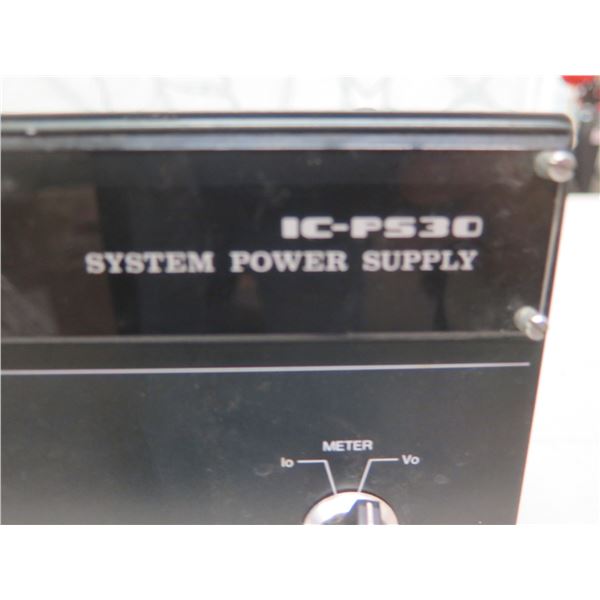 IC-PS30
SYSTEM POWER SUPPLY
METER
Io Vo